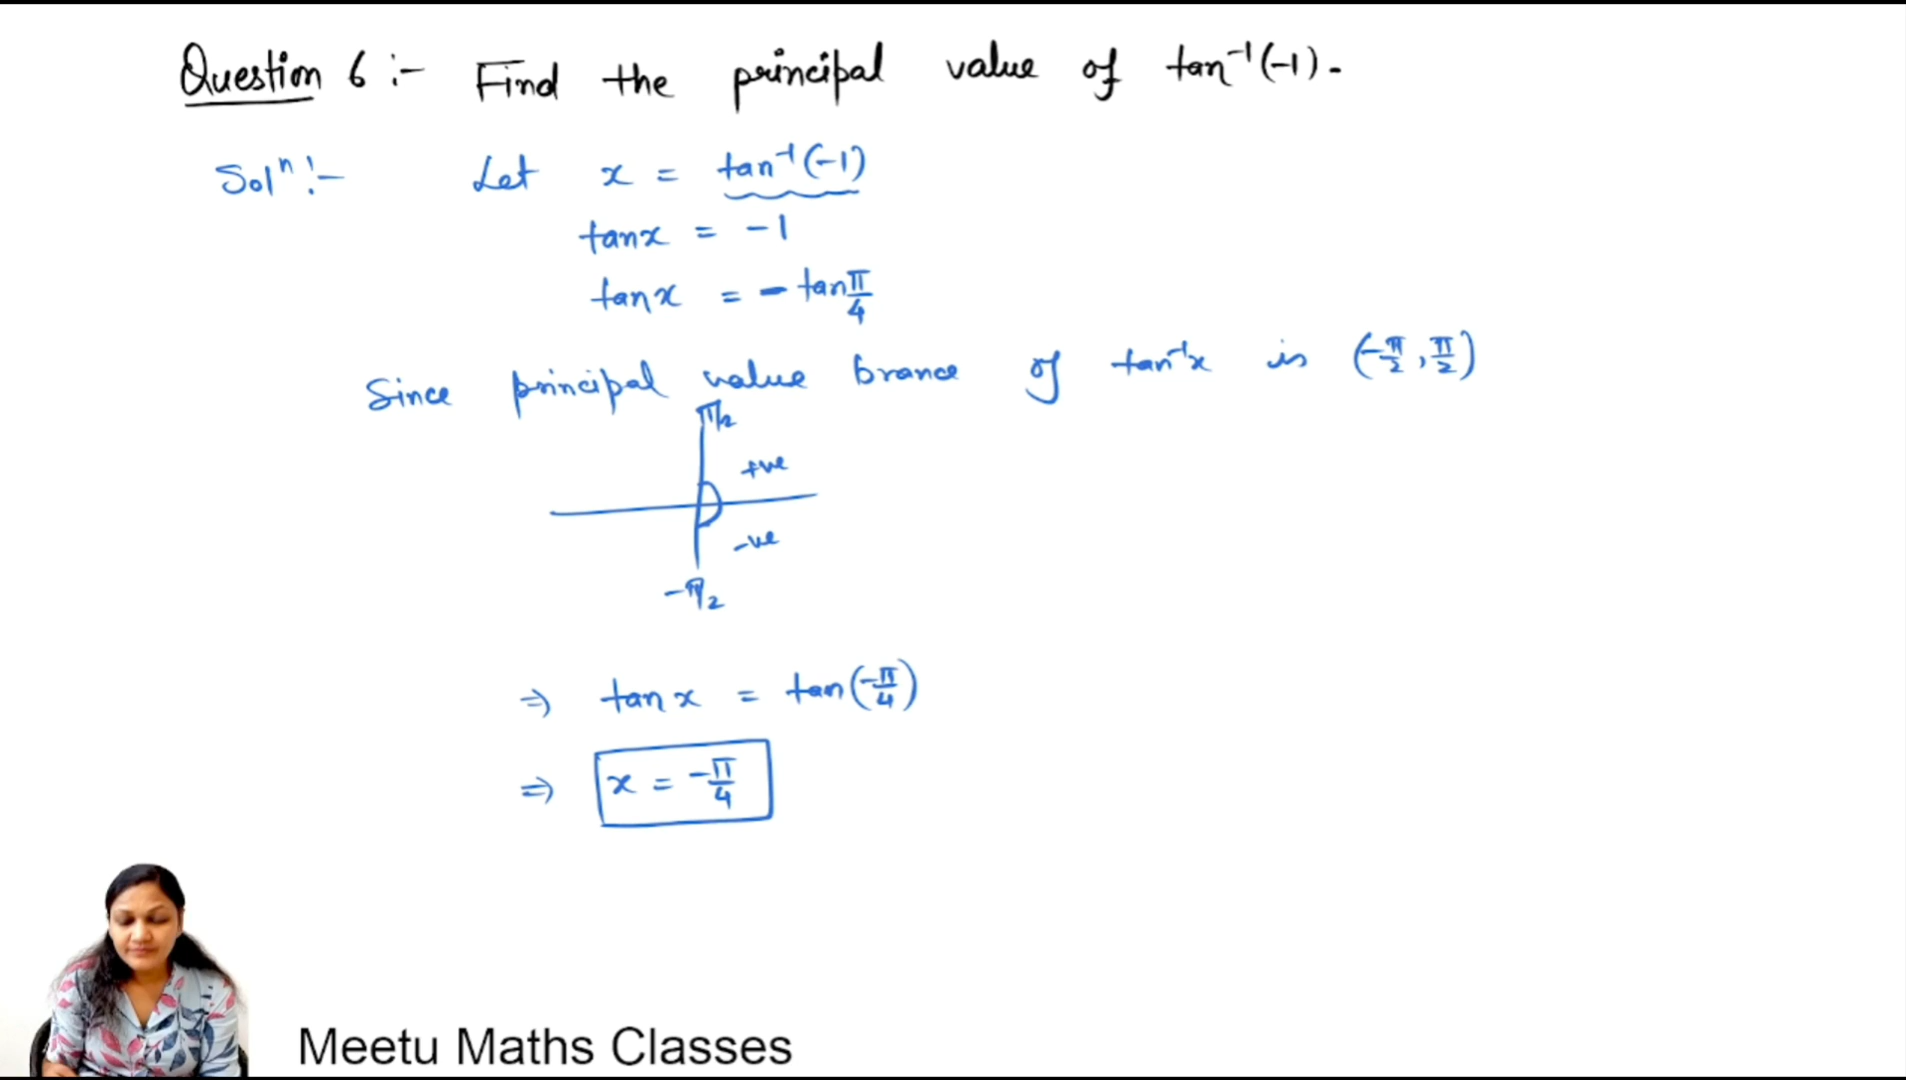 Question 6 :- Find the principal value of tan⁻¹(-1).
Solⁿ:- Let x = tan⁻¹(-1)
tanx = -1
tanx = - tan π/4
Since principal value brance of tan⁻¹x is (-π/2, π/2)
π/2
+ve
-ve
-π/2
⇒ tan x = tan(-π/4)
⇒ x = -π/4
Meetu Maths Classes